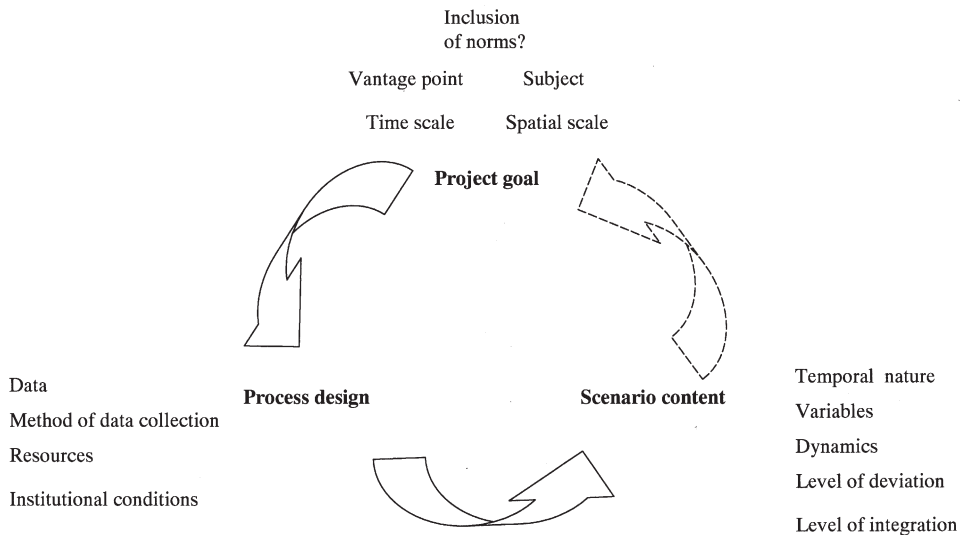 Inclusion
of norms?
Vantage point
Subject
Time scale
Spatial scale
Project goal
Data
Method of data collection
Resources
Institutional conditions
Process design
Scenario content
Temporal nature
Variables
Dynamics
Level of deviation
Level of integration